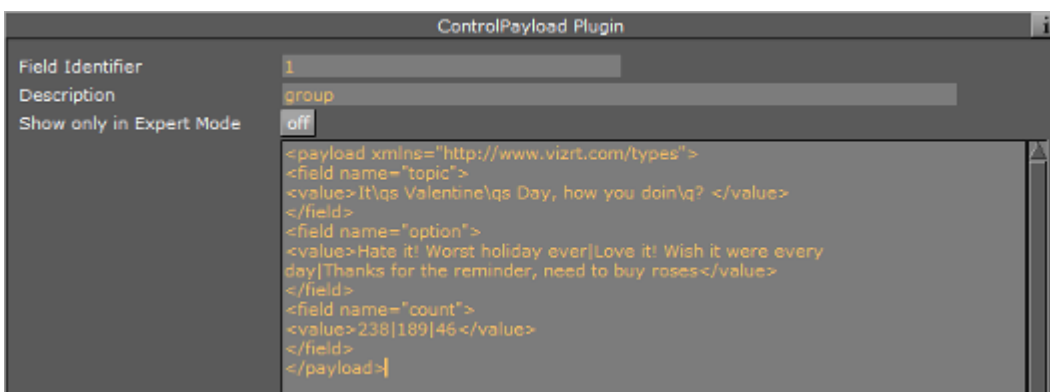 ControlPayload Plugin
i
Field Identifier
1
Description
group
Show only in Expert Mode
off
<payload xmlns="http://www.vizrt.com/types">
<field name="topic">
<value>It\qs Valentine\qs Day, how you doin\q? </value>
</field>
<field name="option">
<value>Hate it! Worst holiday ever|Love it! Wish it were every
day|Thanks for the reminder, need to buy roses</value>
</field>
<field name="count">
<value>238|189|46</value>
</field>
</payload>